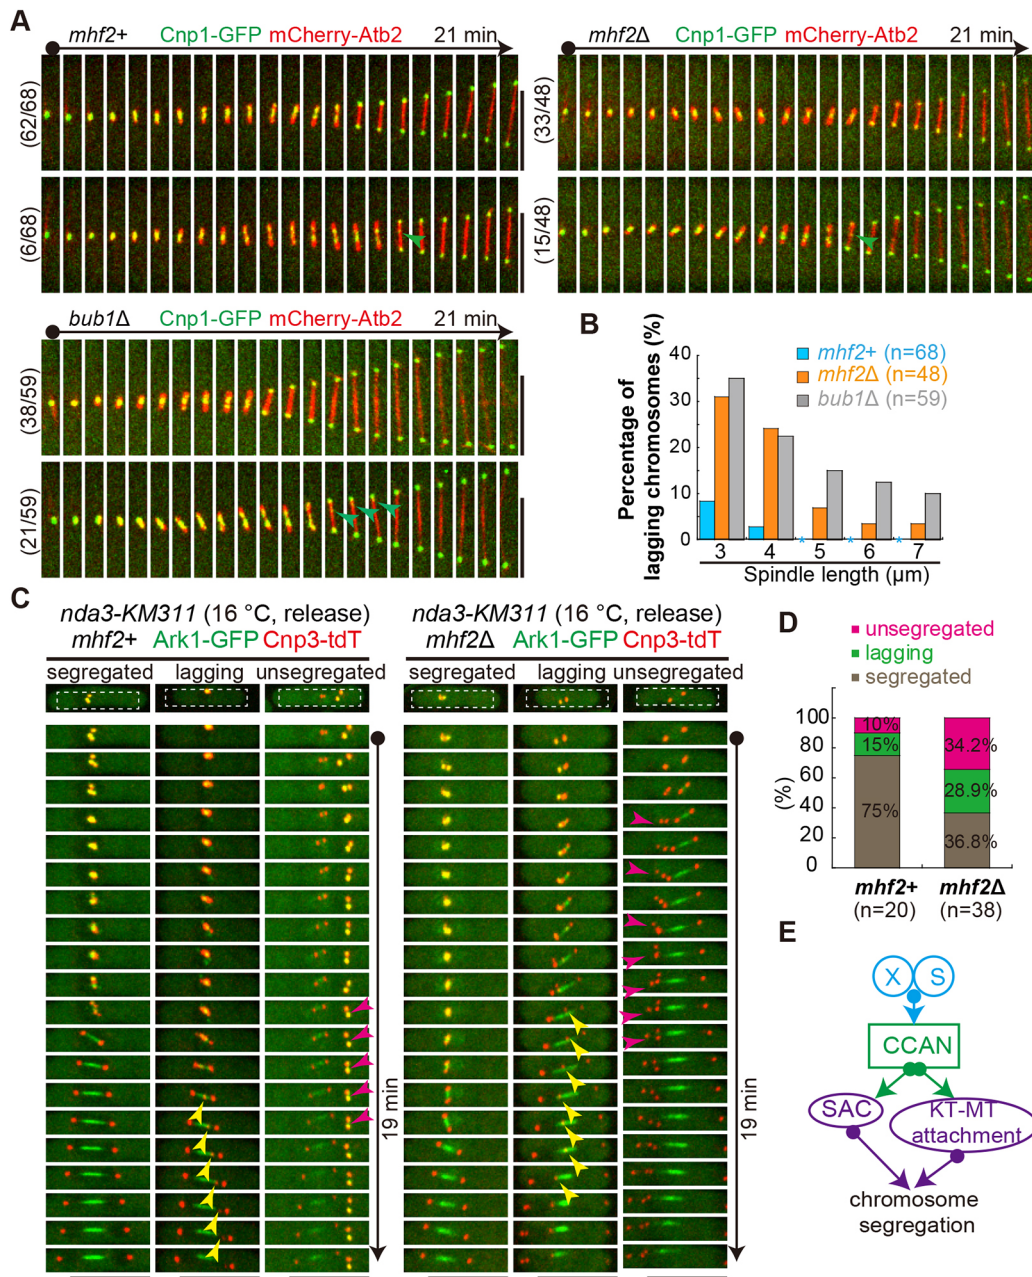 A
mhf2+ Cnp1-GFP mCherry-Atb2 21 min
(62/68)
(6/68)
mhf2Δ Cnp1-GFP mCherry-Atb2 21 min
(33/48)
(15/48)
bub1Δ Cnp1-GFP mCherry-Atb2 21 min
(38/59)
(21/59)
B
Percentage of
lagging chromosomes (%)
40
30
20
10
0
mhf2+ (n=68)
mhf2Δ (n=48)
bub1Δ (n=59)
* * *
3 4 5 6 7
Spindle length (μm)
C
nda3-KM311 (16 °C, release)
mhf2+ Ark1-GFP Cnp3-tdT
segregated lagging unsegregated
19 min
nda3-KM311 (16 °C, release)
mhf2Δ Ark1-GFP Cnp3-tdT
segregated lagging unsegregated
19 min
D
unsegregated
lagging
segregated
(%)
100
80
60
40
20
0
10%
15%
75%
34.2%
28.9%
36.8%
mhf2+ mhf2Δ
(n=20) (n=38)
E
X S
CCAN
SAC
KT-MT
attachment
chromosome
segregation